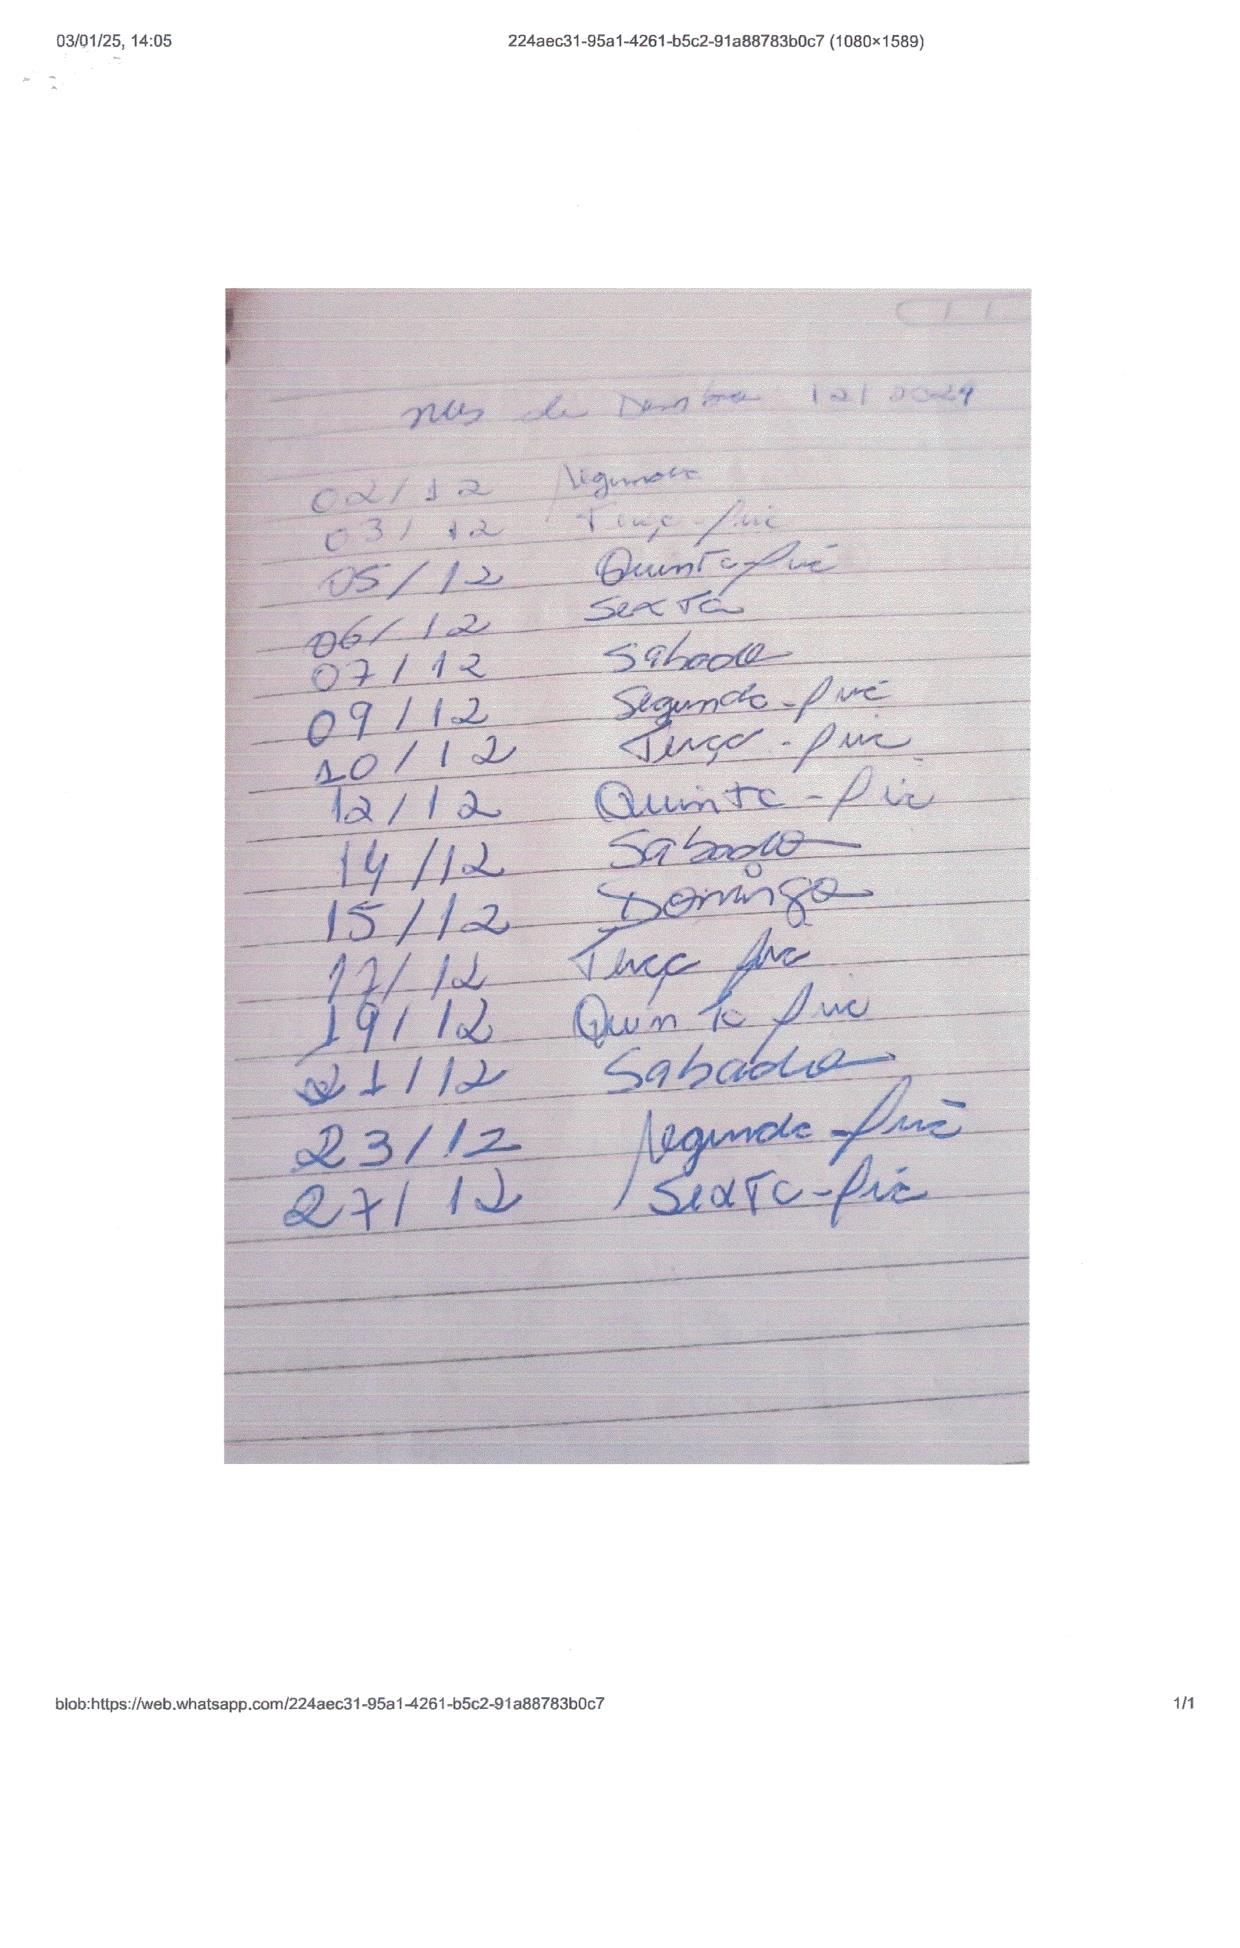 03/01/25, 14:05 224aec31-95a1-4261-b5c2-91a88783b0c7 (1080×1589)
mes de Dezembro 12/2024
02/12 Segunda
03/12 Terça-feira
05/12 Quinta-feira
06/12 Sexta
07/12 Sabado
09/12 Segunda-feira
10/12 Terça-feira
12/12 Quinta-feira
14/12 Sabado
15/12 Domingo
17/12 Terça feira
19/12 Quinta feira
21/12 Sabado
23/12 Segunda-feira
27/12 Sexta-feira
blob:https://web.whatsapp.com/224aec31-95a1-4261-b5c2-91a88783b0c7 1/1